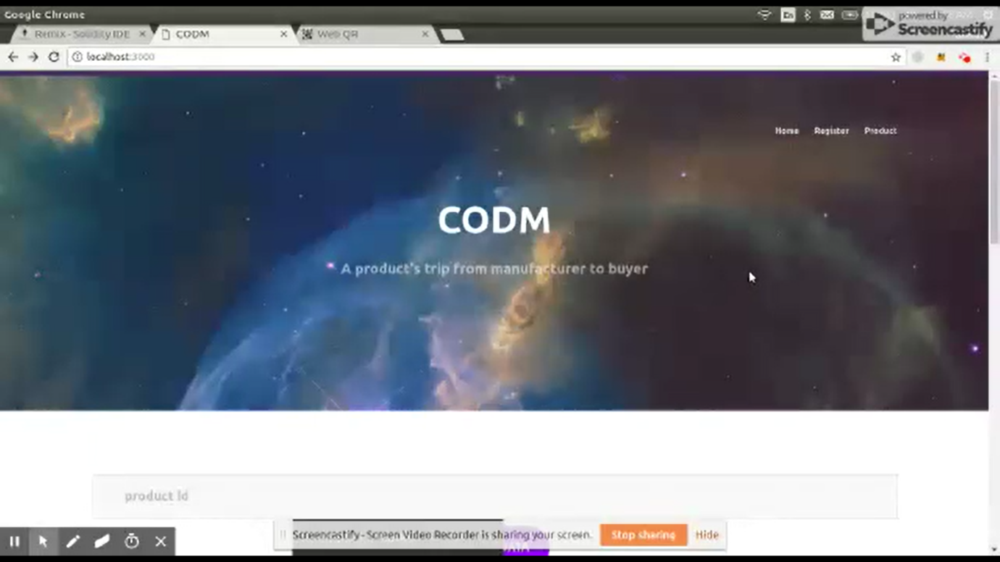 Google Chrome
En
powered by
Screencastify
Remix - Solidity IDE
CODM
Web QR
localhost:3000
Home Register Product
CODM
A product's trip from manufacturer to buyer
product Id
Screencastify - Screen Video Recorder is sharing your screen.
Stop sharing
Hide